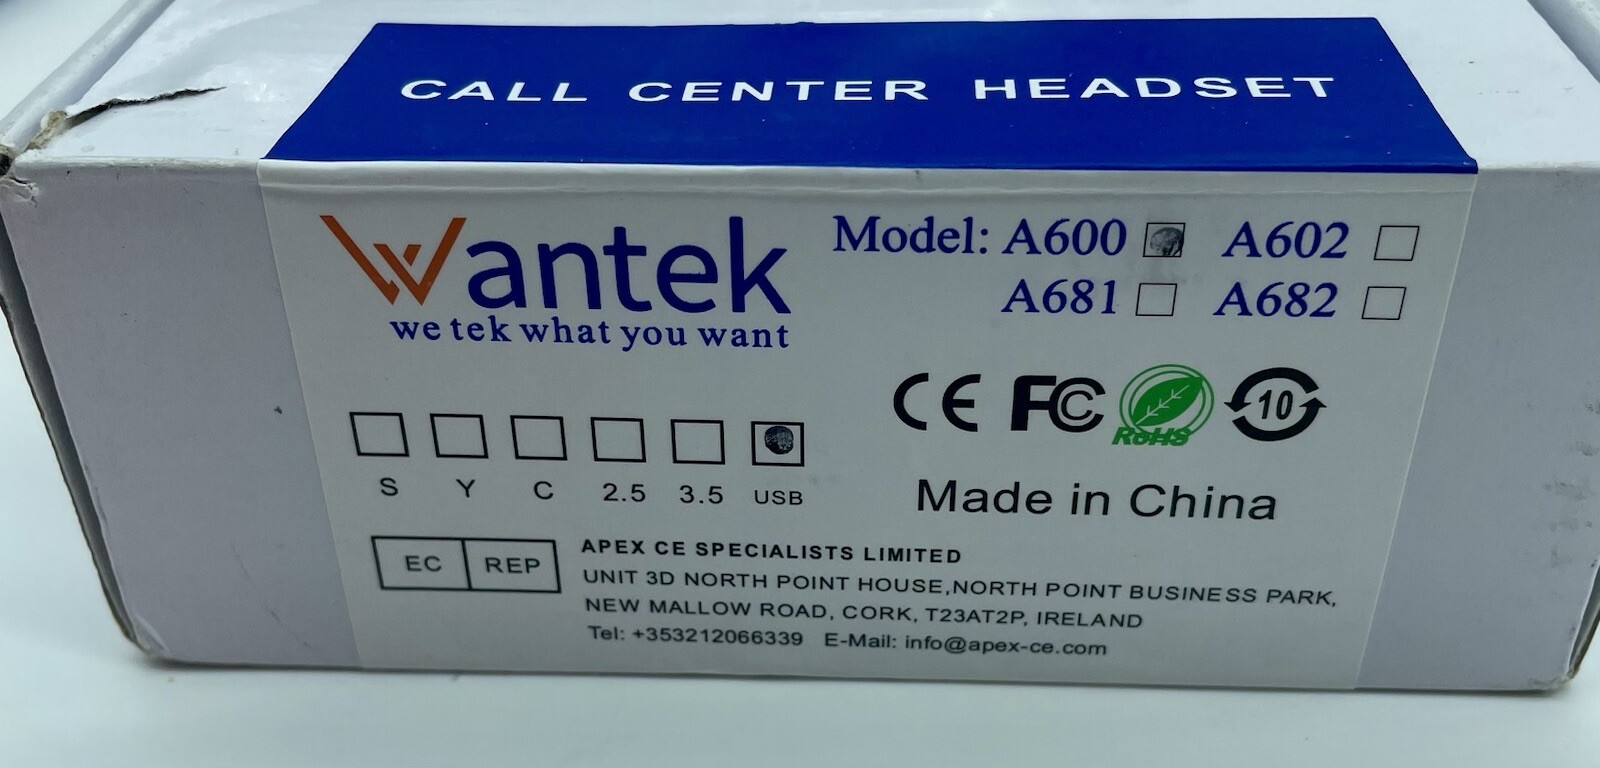 CALL CENTER HEADSET
Wantek
we tek what you want
Model: A600 A602
A681 A682
CE FC RoHS 10
S Y C 2.5 3.5 USB
Made in China
EC REP
APEX CE SPECIALISTS LIMITED
UNIT 3D NORTH POINT HOUSE,NORTH POINT BUSINESS PARK,
NEW MALLOW ROAD, CORK, T23AT2P, IRELAND
Tel: +353212066339 E-Mail: info@apex-ce.com